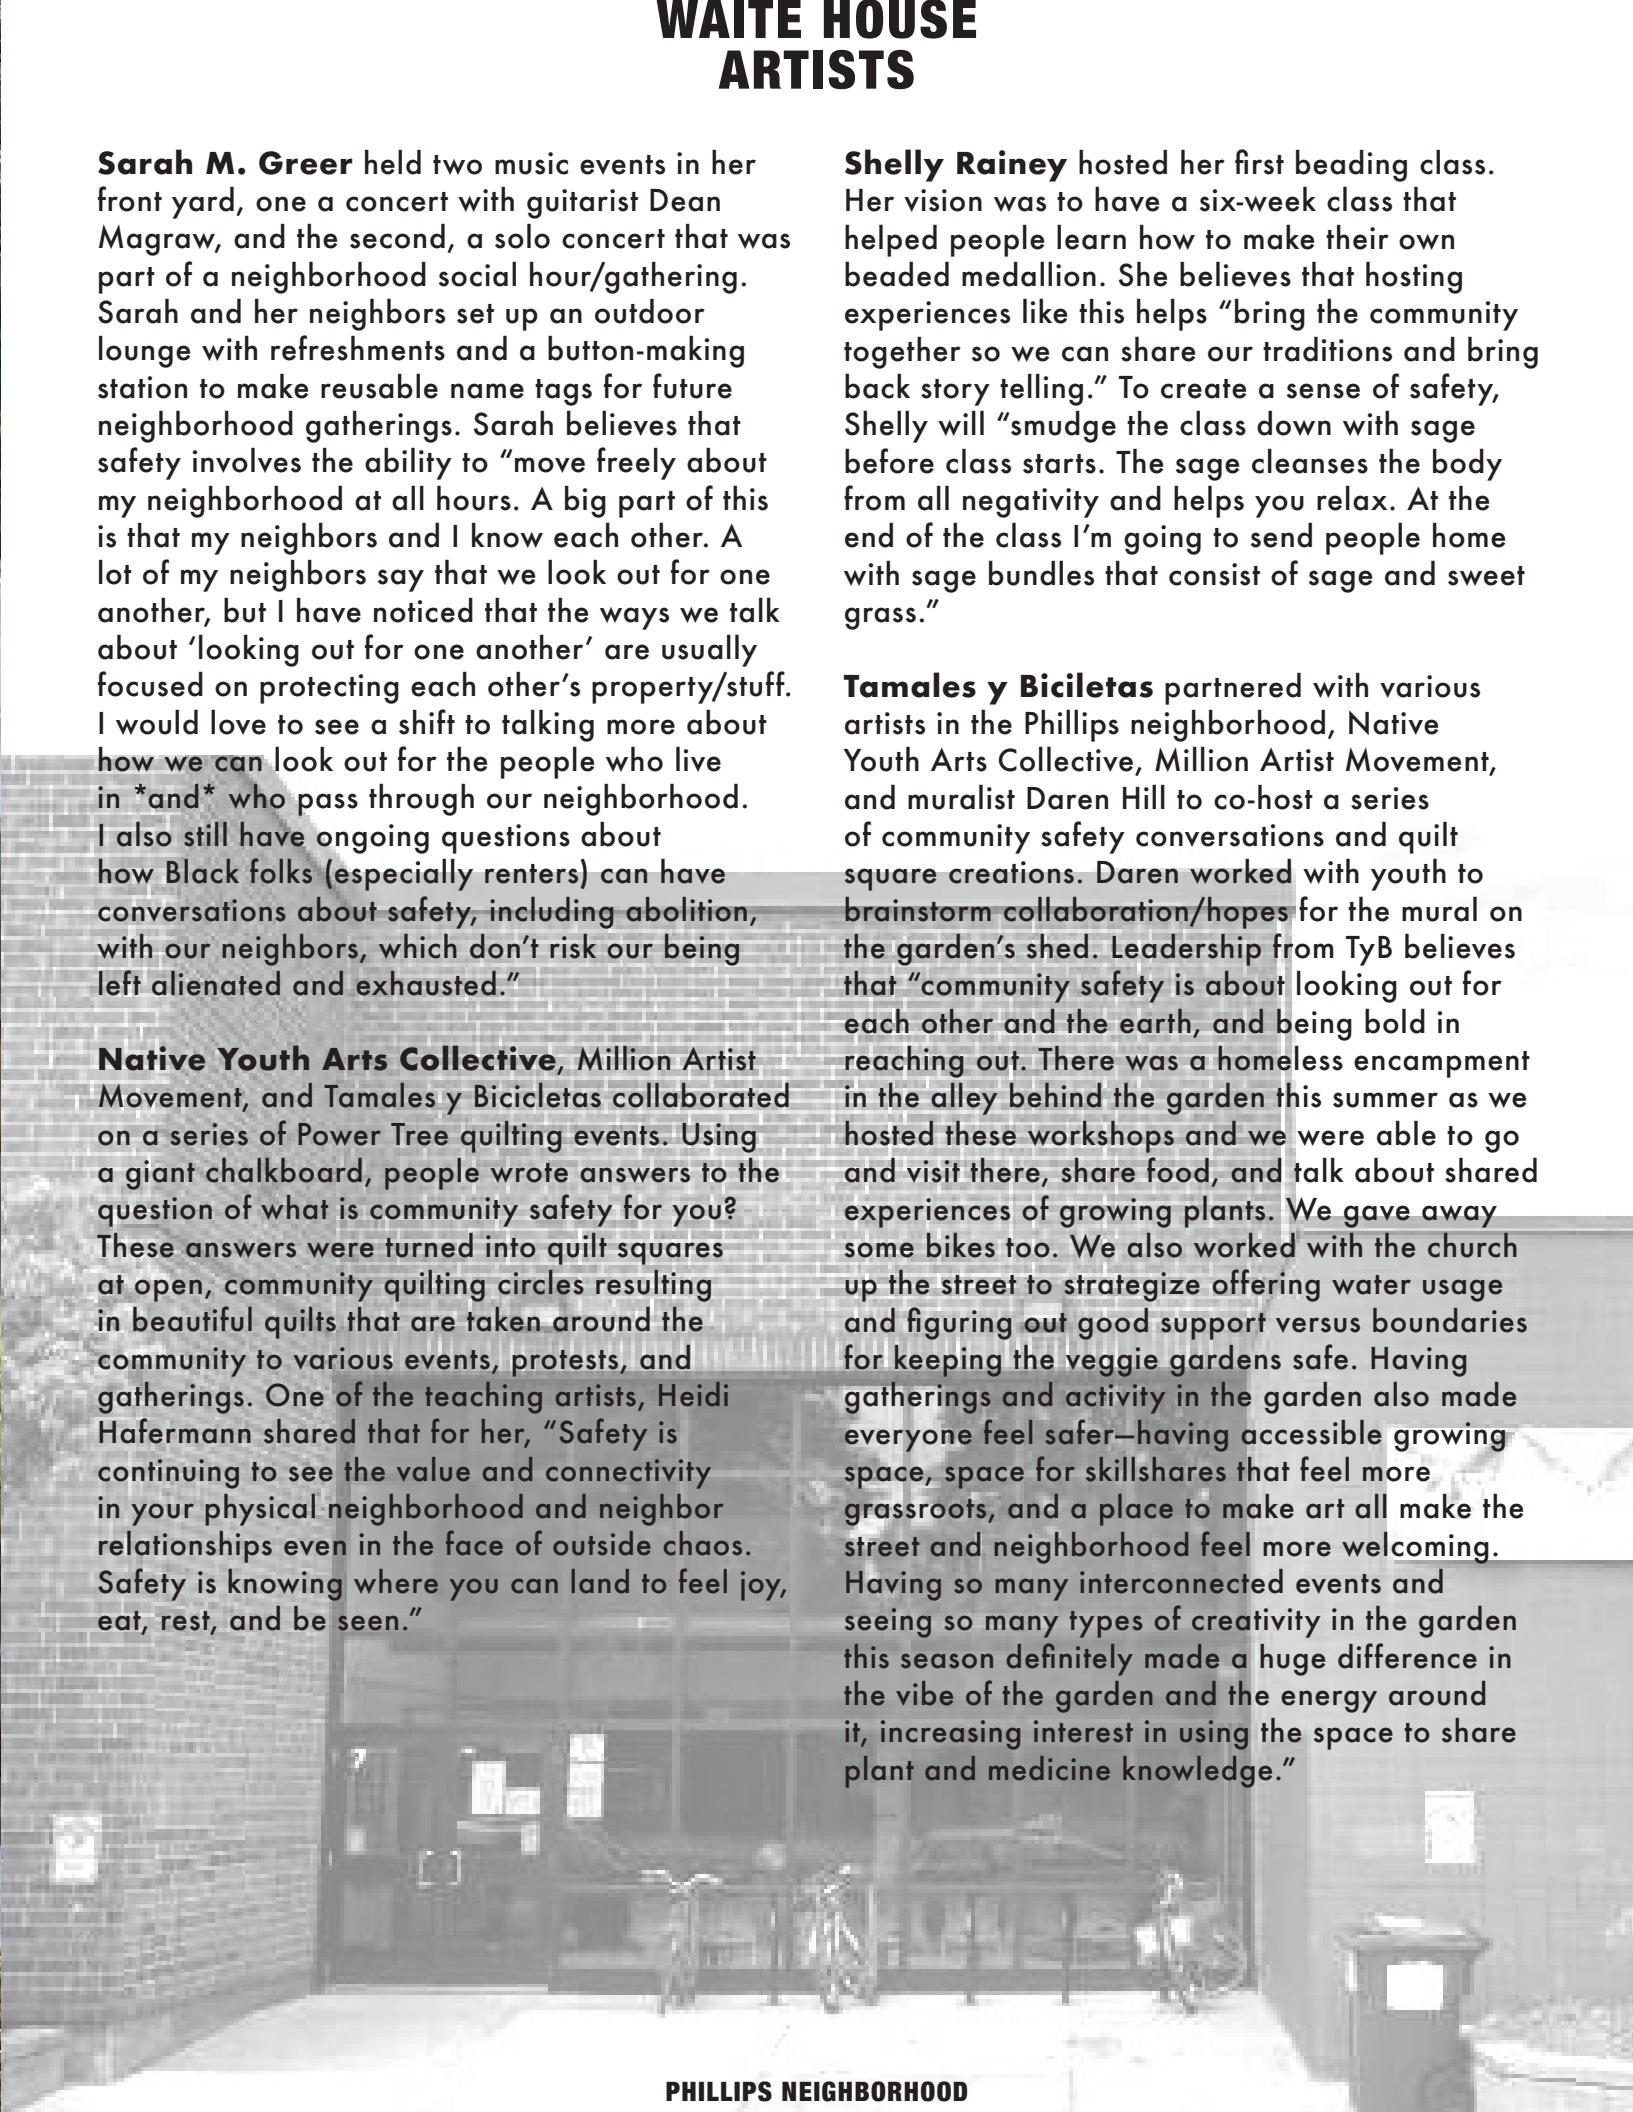 WAITE HOUSE
ARTISTS
Sarah M. Greer held two music events in her
front yard, one a concert with guitarist Dean
Magraw, and the second, a solo concert that was
part of a neighborhood social hour/gathering.
Sarah and her neighbors set up an outdoor
lounge with refreshments and a button-making
station to make reusable name tags for future
neighborhood gatherings. Sarah believes that
safety involves the ability to “move freely about
my neighborhood at all hours. A big part of this
is that my neighbors and I know each other. A
lot of my neighbors say that we look out for one
another, but I have noticed that the ways we talk
about ‘looking out for one another’ are usually
focused on protecting each other’s property/stuff.
I would love to see a shift to talking more about
how we can look out for the people who live
in *and* who pass through our neighborhood.
I also still have ongoing questions about
how Black folks (especially renters) can have
conversations about safety, including abolition,
with our neighbors, which don’t risk our being
left alienated and exhausted.”
Native Youth Arts Collective, Million Artist
Movement, and Tamales y Bicicletas collaborated
on a series of Power Tree quilting events. Using
a giant chalkboard, people wrote answers to the
question of what is community safety for you?
These answers were turned into quilt squares
at open, community quilting circles resulting
in beautiful quilts that are taken around the
community to various events, protests, and
gatherings. One of the teaching artists, Heidi
Hafermann shared that for her, “Safety is
continuing to see the value and connectivity
in your physical neighborhood and neighbor
relationships even in the face of outside chaos.
Safety is knowing where you can land to feel joy,
eat, rest, and be seen.”
Shelly Rainey hosted her first beading class.
Her vision was to have a six-week class that
helped people learn how to make their own
beaded medallion. She believes that hosting
experiences like this helps “bring the community
together so we can share our traditions and bring
back story telling.” To create a sense of safety,
Shelly will “smudge the class down with sage
before class starts. The sage cleanses the body
from all negativity and helps you relax. At the
end of the class I’m going to send people home
with sage bundles that consist of sage and sweet
grass.”
Tamales y Biciletas partnered with various
artists in the Phillips neighborhood, Native
Youth Arts Collective, Million Artist Movement,
and muralist Daren Hill to co-host a series
of community safety conversations and quilt
square creations. Daren worked with youth to
brainstorm collaboration/hopes for the mural on
the garden’s shed. Leadership from TyB believes
that “community safety is about looking out for
each other and the earth, and being bold in
reaching out. There was a homeless encampment
in the alley behind the garden this summer as we
hosted these workshops and we were able to go
and visit there, share food, and talk about shared
experiences of growing plants. We gave away
some bikes too. We also worked with the church
up the street to strategize offering water usage
and figuring out good support versus boundaries
for keeping the veggie gardens safe. Having
gatherings and activity in the garden also made
everyone feel safer—having accessible growing
space, space for skillshares that feel more
grassroots, and a place to make art all make the
street and neighborhood feel more welcoming.
Having so many interconnected events and
seeing so many types of creativity in the garden
this season definitely made a huge difference in
the vibe of the garden and the energy around
it, increasing interest in using the space to share
plant and medicine knowledge.”
PHILLIPS NEIGHBORHOOD